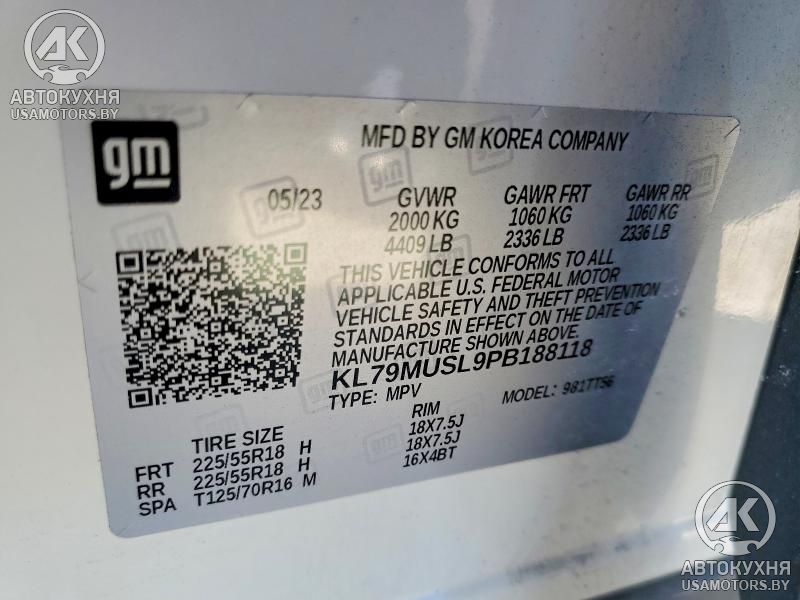 АВТОКУХНЯ
USAMOTORS.BY
gm
MFD BY GM KOREA COMPANY
05/23 GVWR GAWR FRT GAWR RR
2000 KG 1060 KG 1060 KG
4409 LB 2336 LB 2336 LB
THIS VEHICLE CONFORMS TO ALL
APPLICABLE U.S. FEDERAL MOTOR
VEHICLE SAFETY AND THEFT PREVENTION
STANDARDS IN EFFECT ON THE DATE OF
MANUFACTURE SHOWN ABOVE.
KL79MUSL9PB188118
TYPE: MPV MODEL: 981TTS6
TIRE SIZE RIM
FRT 225/55R18 H 18X7.5J
RR 225/55R18 H 18X7.5J
SPA T125/70R16 M 16X4BT
АК
АВТОКУХНЯ
USAMOTORS.BY